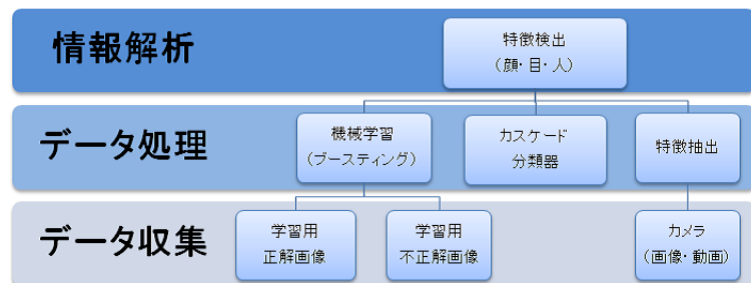 情報解析
特徴検出
(顔・目・人)
データ処理
機械学習
(ブースティング)
カスケード
分類器
特徴抽出
データ収集
学習用
正解画像
学習用
不正解画像
カメラ
(画像・動画)